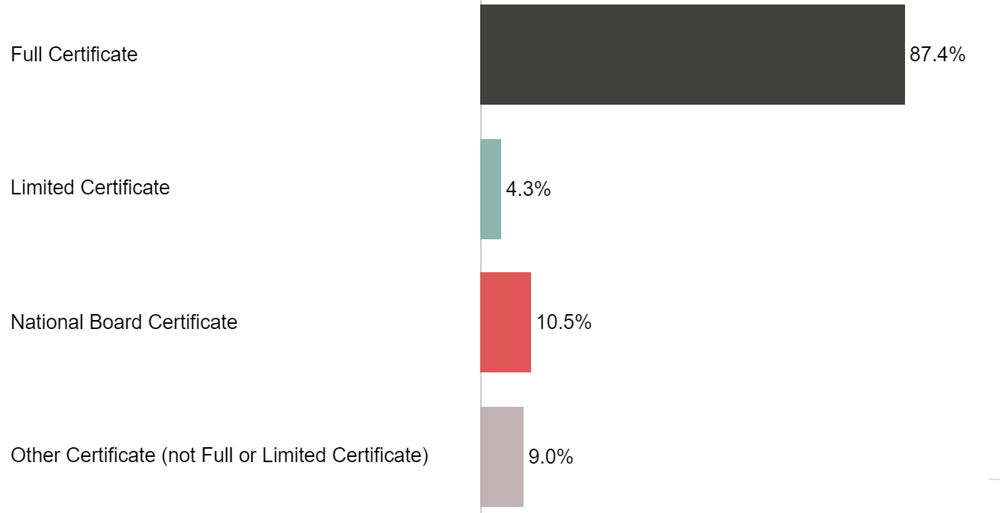 Full Certificate 87.4%
Limited Certificate 4.3%
National Board Certificate 10.5%
Other Certificate (not Full or Limited Certificate) 9.0%